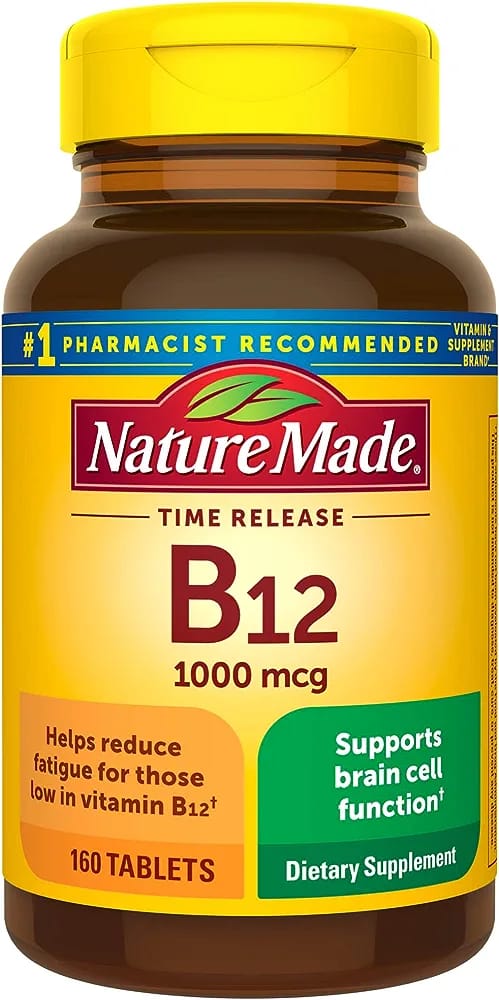 #1 PHARMACIST RECOMMENDED VITAMIN & SUPPLEMENT BRAND*
Nature Made®
TIME RELEASE
B12
1000 mcg
Helps reduce
fatigue for those
low in vitamin B12†
160 TABLETS
Supports
brain cell
function†
Dietary Supplement